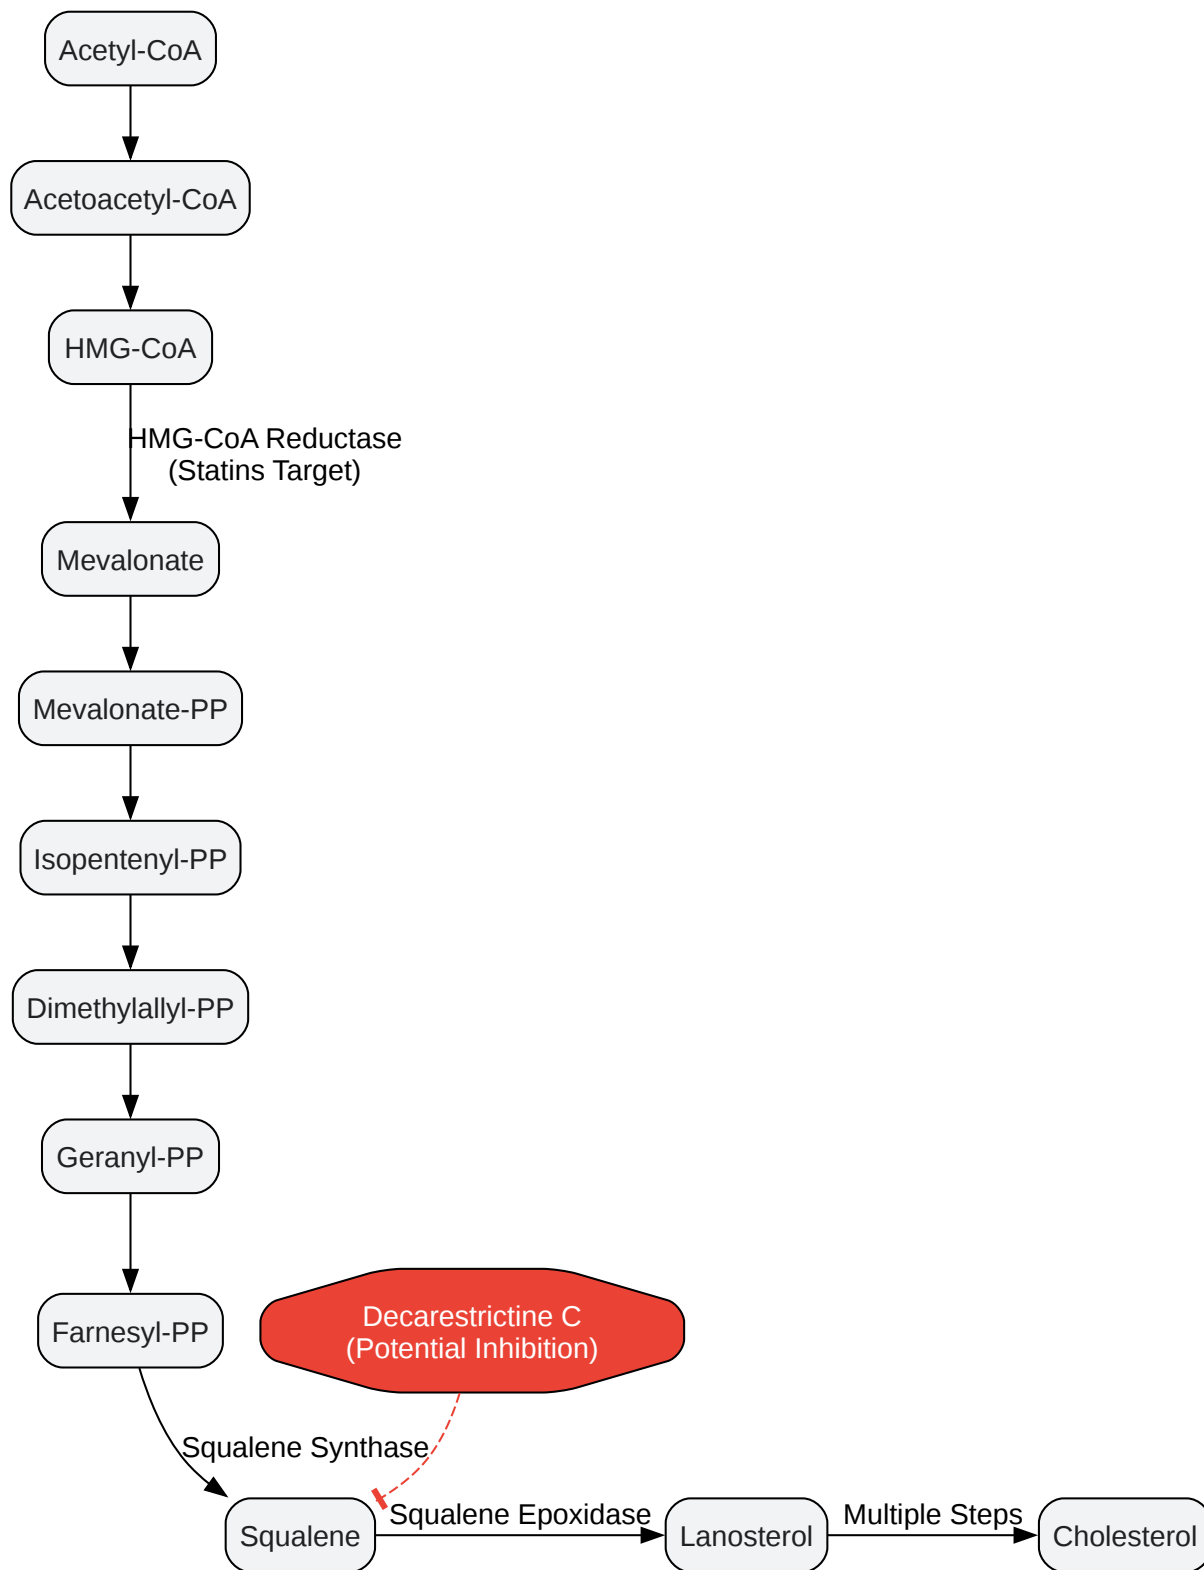 Acetyl-CoA
Acetoacetyl-CoA
HMG-CoA
HMG-CoA Reductase
(Statins Target)
Mevalonate
Mevalonate-PP
Isopentenyl-PP
Dimethylallyl-PP
Geranyl-PP
Farnesyl-PP
Decarestrictine C
(Potential Inhibition)
Squalene Synthase
Squalene
Squalene Epoxidase
Lanosterol
Multiple Steps
Cholesterol